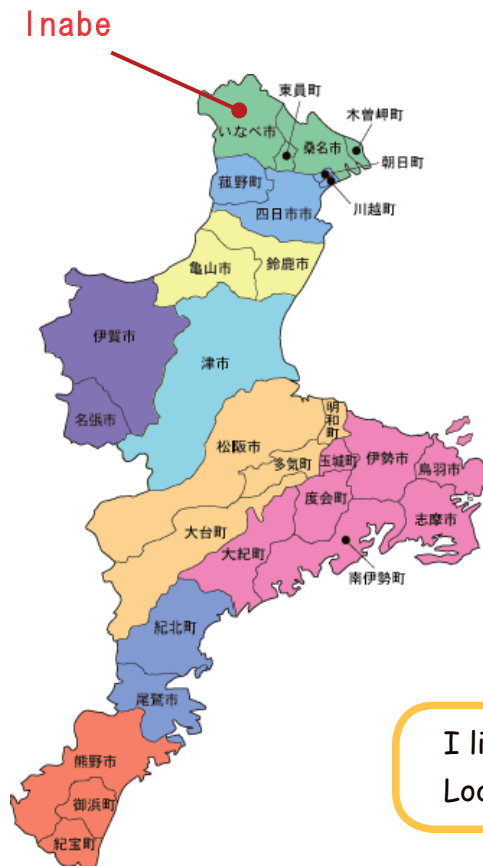 Inabe
東員町
木曽岬町
いなべ市
桑名市
朝日町
菰野町
川越町
四日市市
亀山市
鈴鹿市
伊賀市
津市
名張市
明和町
松阪市
多気町
玉城町
伊勢市
鳥羽市
度会町
志摩市
大台町
大紀町
南伊勢町
紀北町
尾鷲市
熊野市
御浜町
紀宝町
I li
Loo